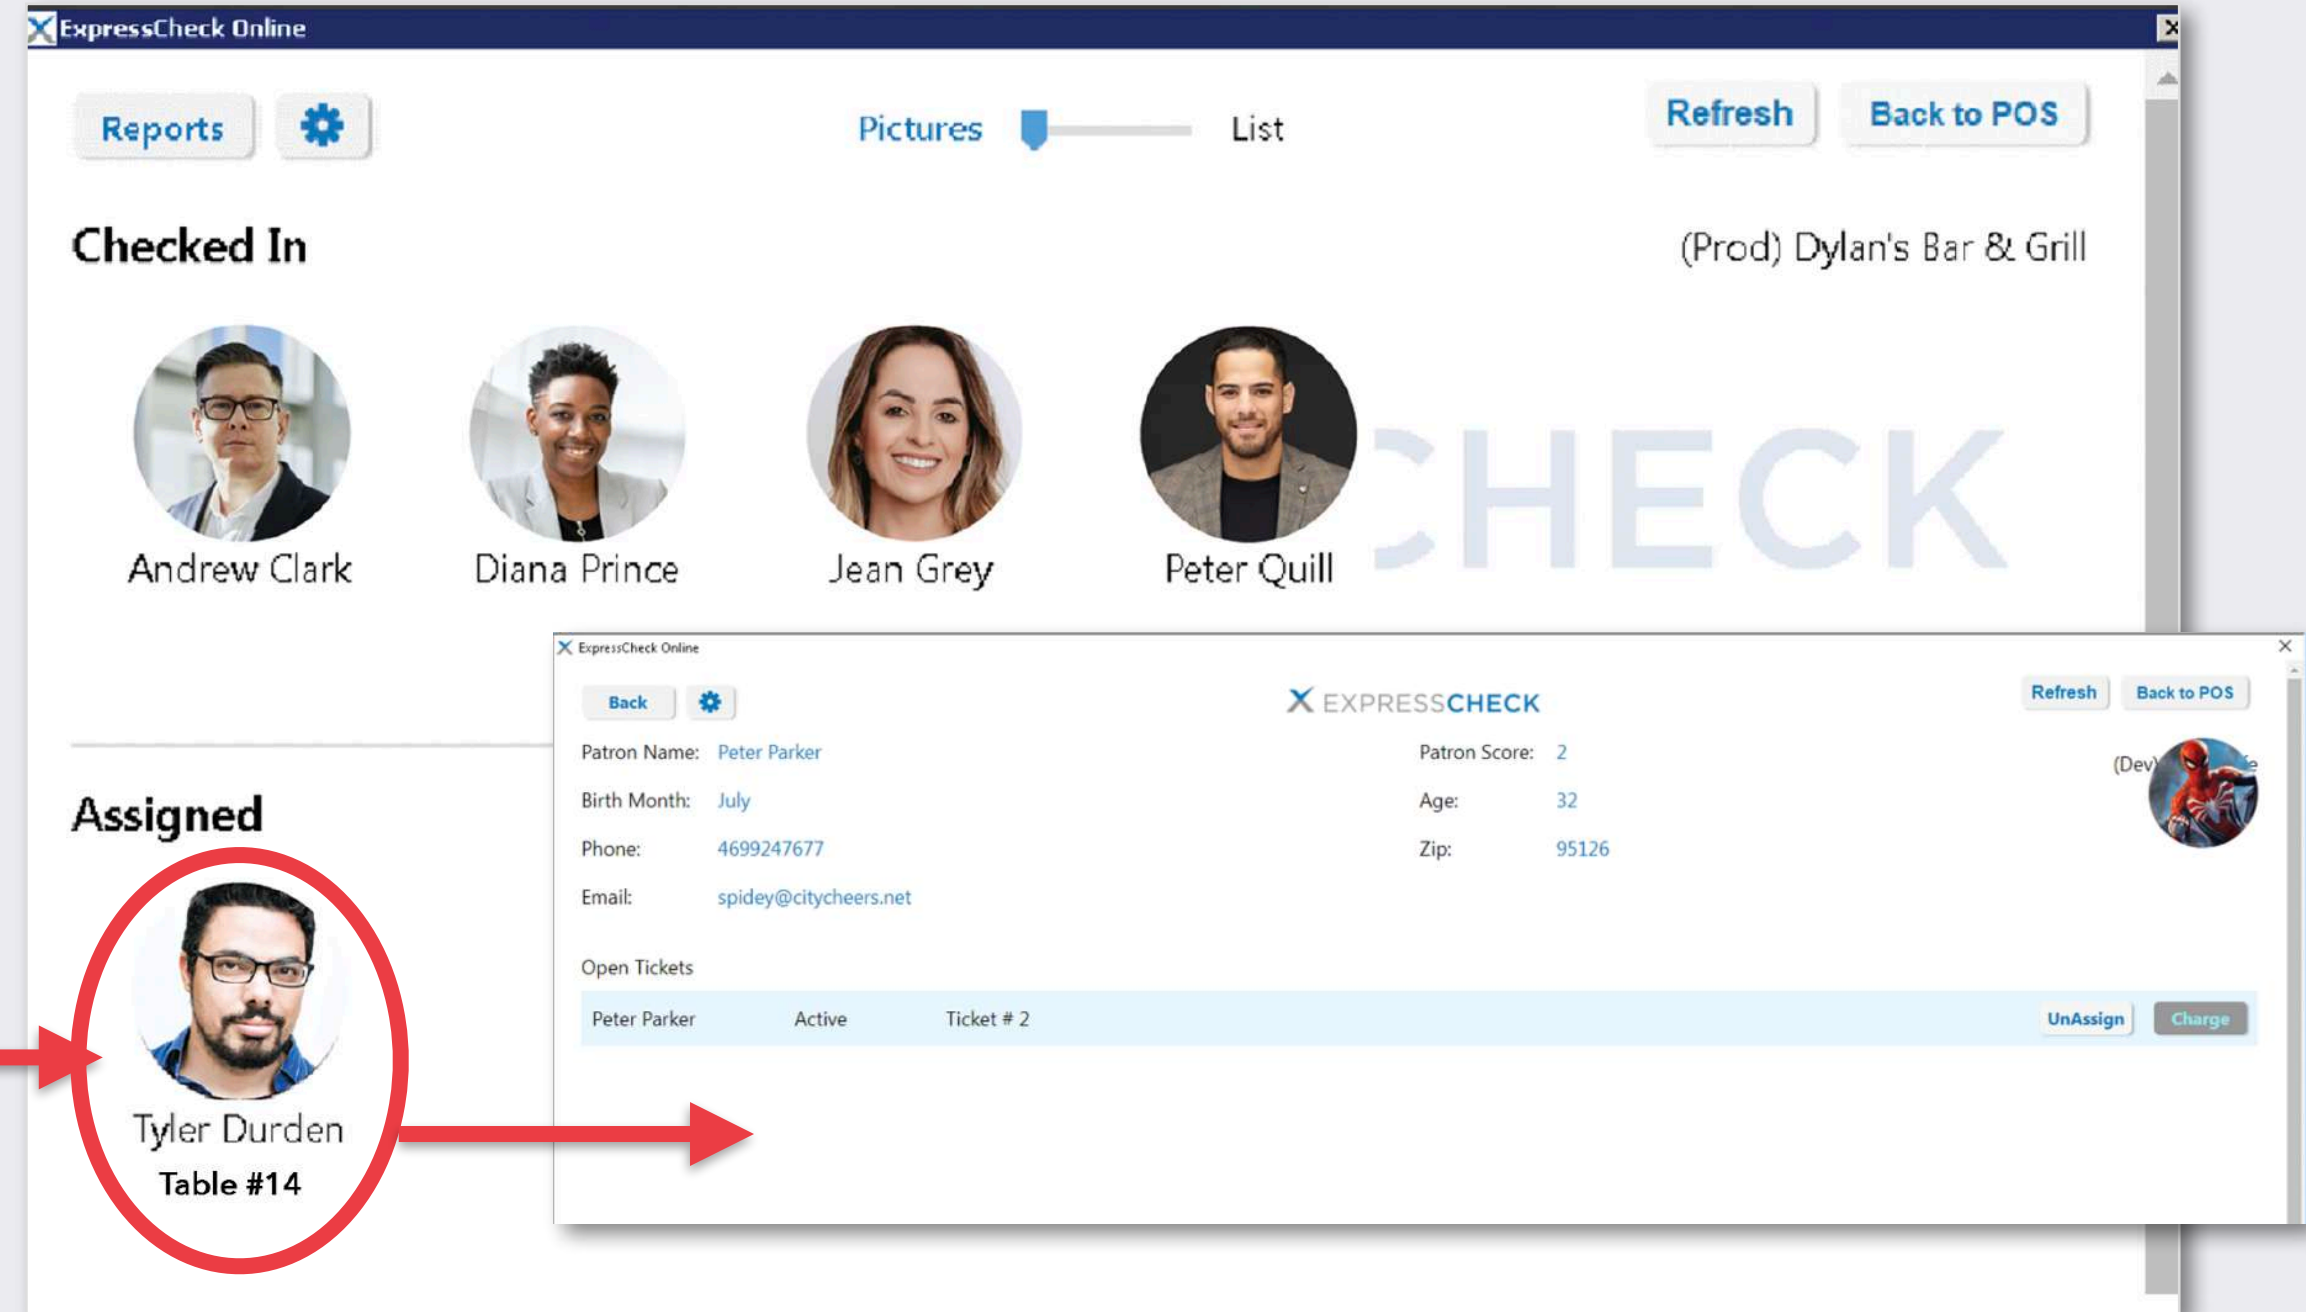 ExpressCheck Online
Reports
Pictures List
Refresh Back to POS
Checked In
(Prod) Dylan's Bar & Grill
CHECK
Andrew Clark Diana Prince Jean Grey Peter Quill
Assigned
Tyler Durden
Table #14
ExpressCheck Online
Back
EXPRESSCHECK
Refresh Back to POS
Patron Name: Peter Parker Patron Score: 2
(Dev)
Birth Month: July Age: 32
Phone: 4699247677 Zip: 95126
Email: spidey@citycheers.net
Open Tickets
Peter Parker Active Ticket # 2 UnAssign Charge